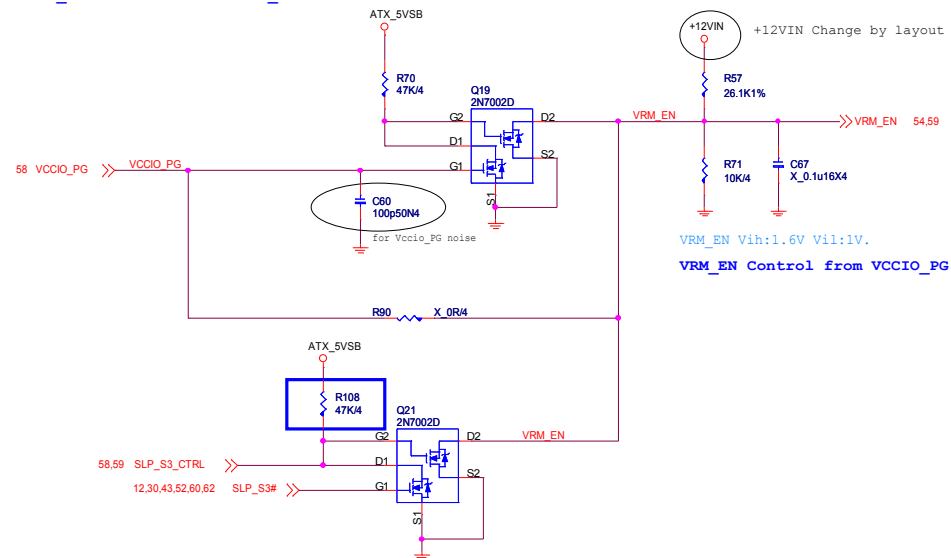 ATX_5VSB
R70
47K/4
Q19
2N7002D
G2
D2
D1
S2
G1
S1
58 VCCIO_PG
VCCIO_PG
C60
100p50N4
for Vccio_PG noise
VRM_EN
+12VIN
+12VIN Change by layout
R57
26.1K1%
VRM_EN 54,59
R71
10K/4
C67
X_0.1u16X4
VRM_EN Vih:1.6V Vil:1V.
VRM_EN Control from VCCIO_PG
R90
X_0R/4
ATX_5VSB
R108
47K/4
Q21
2N7002D
G2
D2
VRM_EN
58,59 SLP_S3_CTRL
D1
S2
12,30,43,52,60,62 SLP_S3#
G1
S1